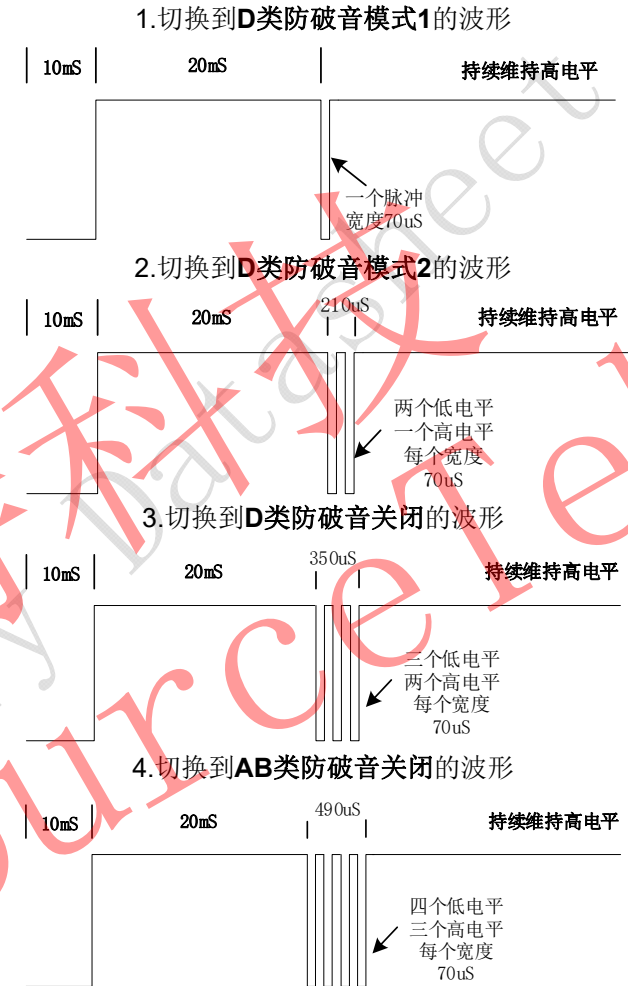 1.切换到D类防破音模式1的波形
10mS
20mS
持续维持高电平
一个脉冲
宽度70uS
2.切换到D类防破音模式2的波形
10mS
20mS
210uS
持续维持高电平
两个低电平
一个高电平
每个宽度
70uS
3.切换到D类防破音关闭的波形
10mS
20mS
350uS
持续维持高电平
三个低电平
两个高电平
每个宽度
70uS
4.切换到AB类防破音关闭的波形
10mS
20mS
490uS
持续维持高电平
四个低电平
三个高电平
每个宽度
70uS
科技
Datasheet